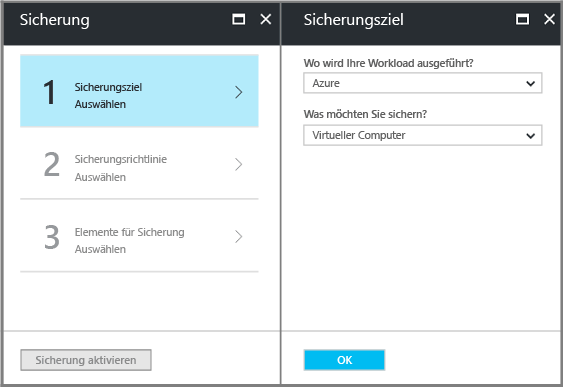 Sicherung
1
Sicherungsziel
Auswählen
2
Sicherungsrichtlinie
Auswählen
3
Elemente für Sicherung
Auswählen
Sicherung aktivieren
Sicherungsziel
Wo wird Ihre Workload ausgeführt?
Azure
Was möchten Sie sichern?
Virtueller Computer
OK